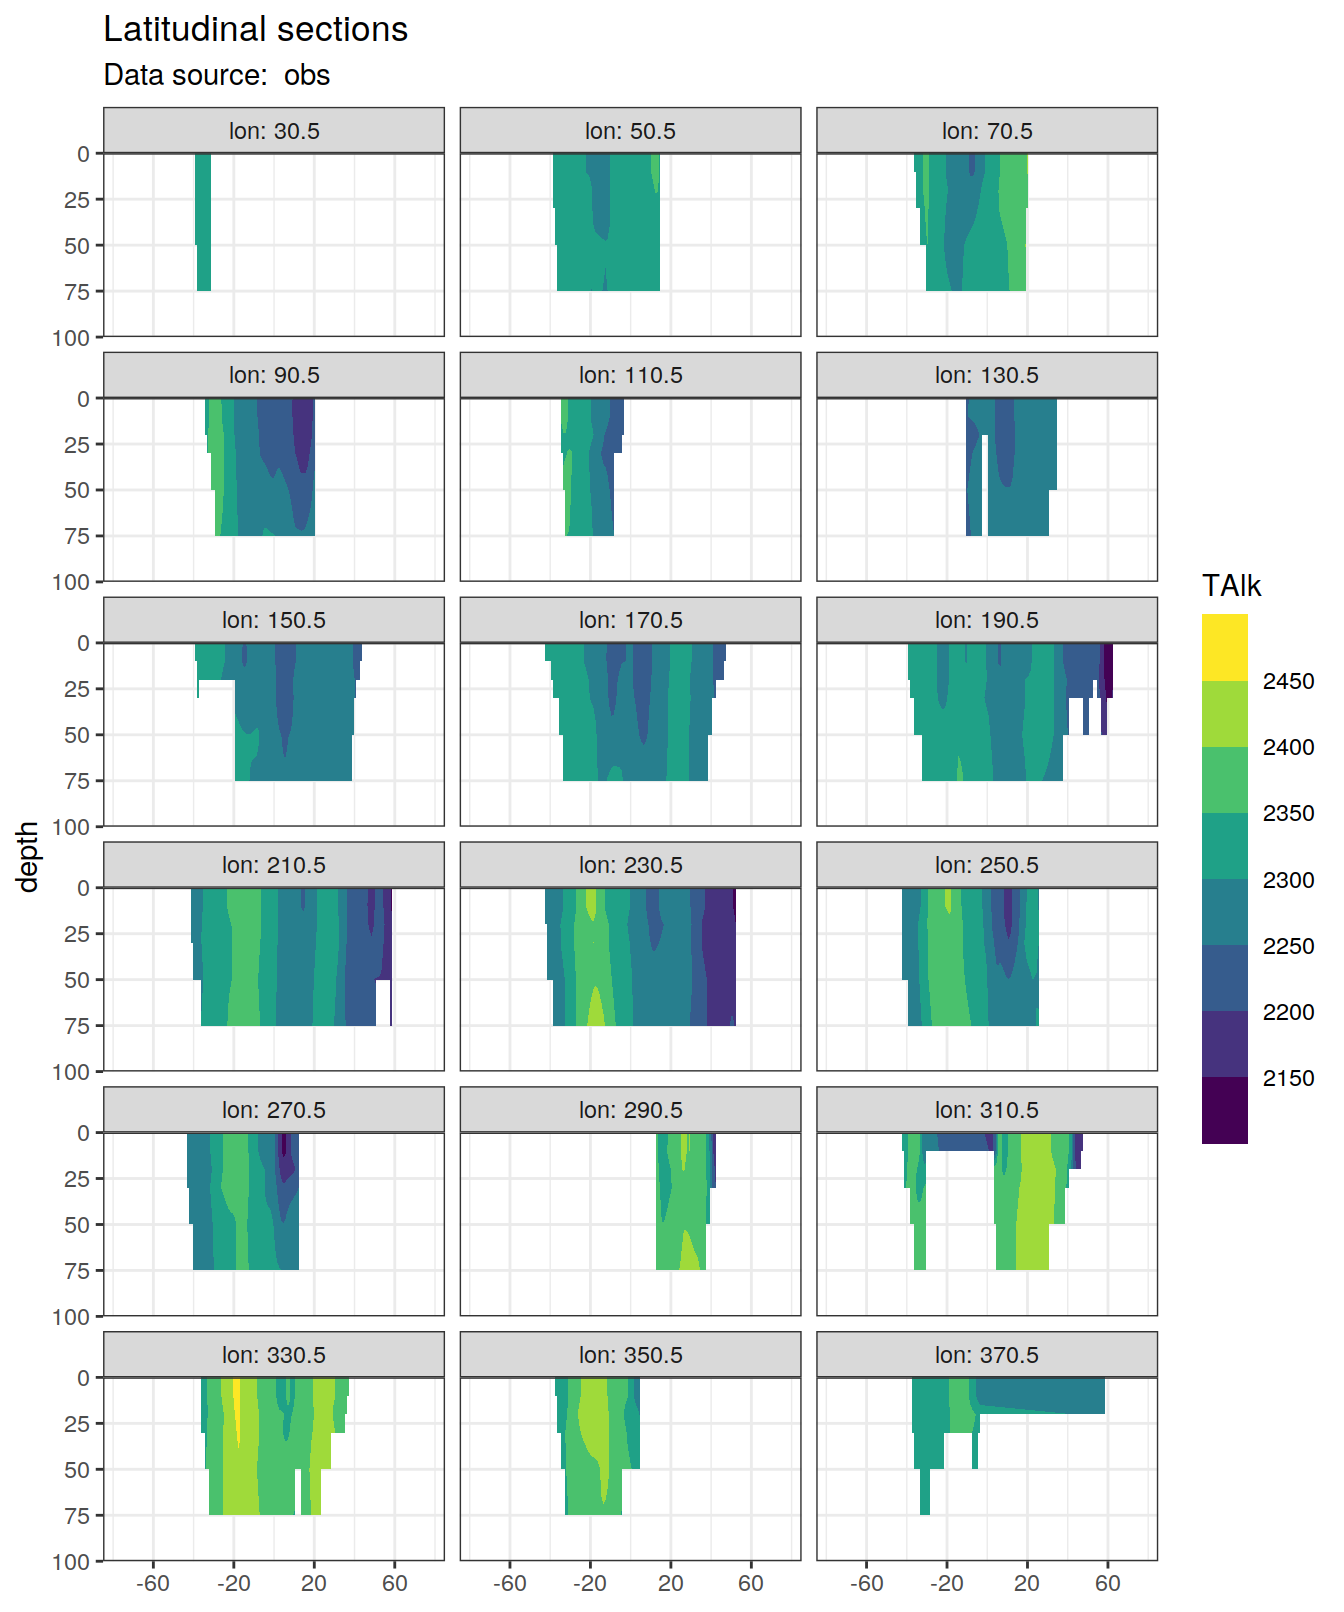 Latitudinal sections
Data source:  obs
lon: 30.5
lon: 50.5
lon: 70.5
0
25
50
75
100
lon: 90.5
lon: 110.5
lon: 130.5
0
25
50
75
100
lon: 150.5
lon: 170.5
lon: 190.5
0
25
50
75
100
lon: 210.5
lon: 230.5
lon: 250.5
0
25
50
75
100
lon: 270.5
lon: 290.5
lon: 310.5
0
25
50
75
100
lon: 330.5
lon: 350.5
lon: 370.5
0
25
50
75
100
-60 -20 20 60 -60 -20 20 60 -60 -20 20 60
depth
TAlk
2450
2400
2350
2300
2250
2200
2150